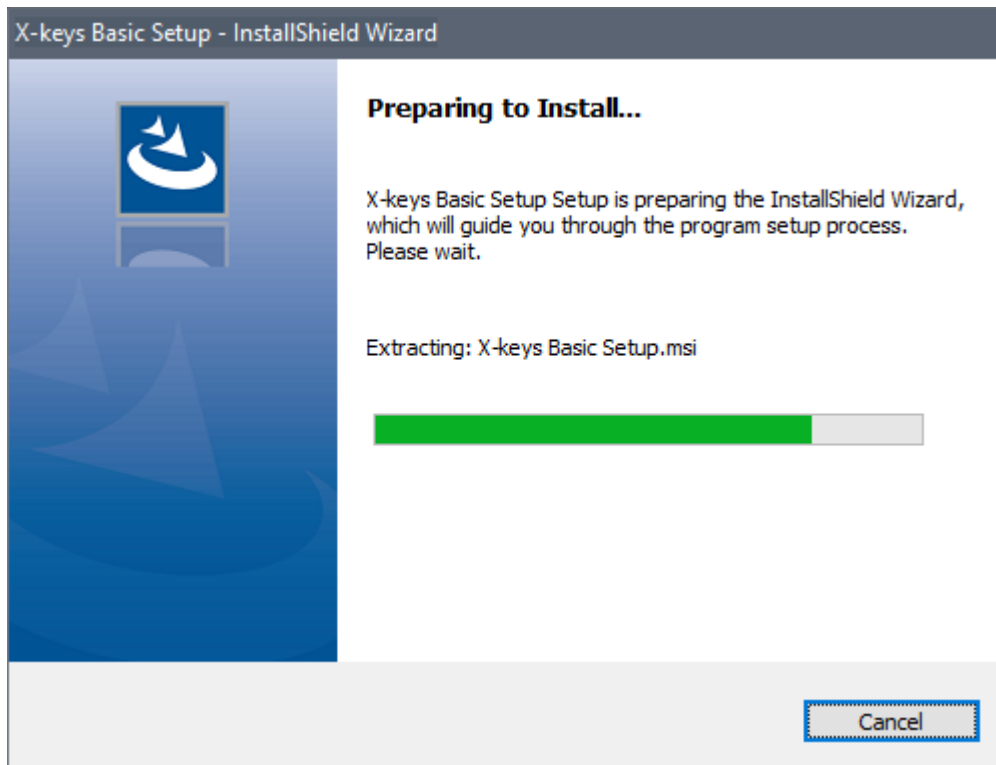 X-keys Basic Setup - InstallShield Wizard
Preparing to Install...
X-keys Basic Setup Setup is preparing the InstallShield Wizard,
which will guide you through the program setup process.
Please wait.
Extracting: X-keys Basic Setup.msi
Cancel